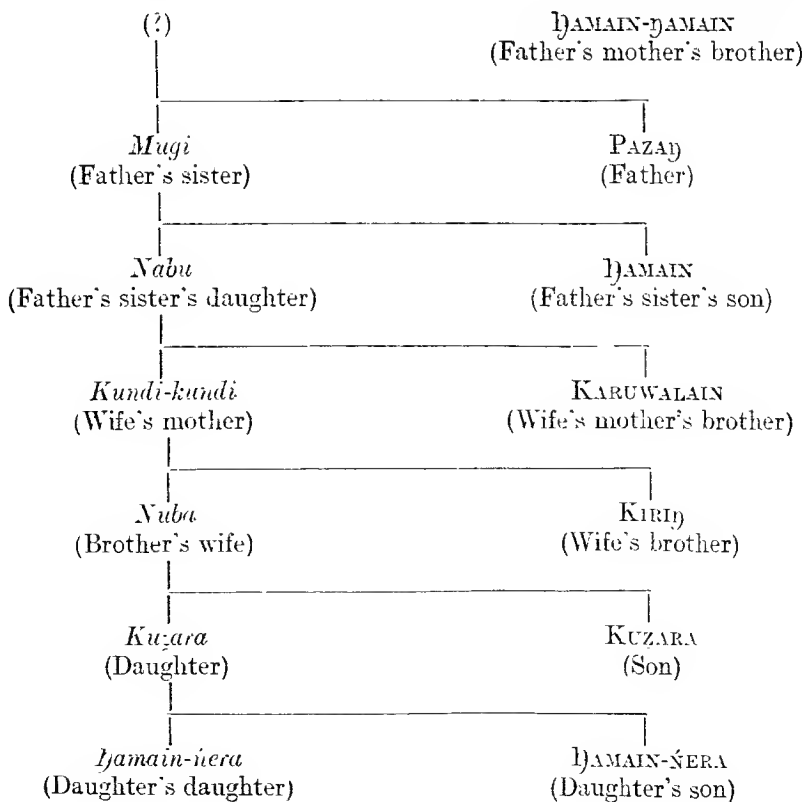 (?) Ŋamain-ŋamain
(Father's mother's brother)
Mugi Pazaŋ
(Father's sister) (Father)
Nabu Ŋamain
(Father's sister's daughter) (Father's sister's son)
Kundi-kundi Karuwalain
(Wife's mother) (Wife's mother's brother)
Nuba Kiriŋ
(Brother's wife) (Wife's brother)
Kuẓara Kuẓara
(Daughter) (Son)
Ŋamain-ńera Ŋamain-Ńera
(Daughter's daughter) (Daughter's son)